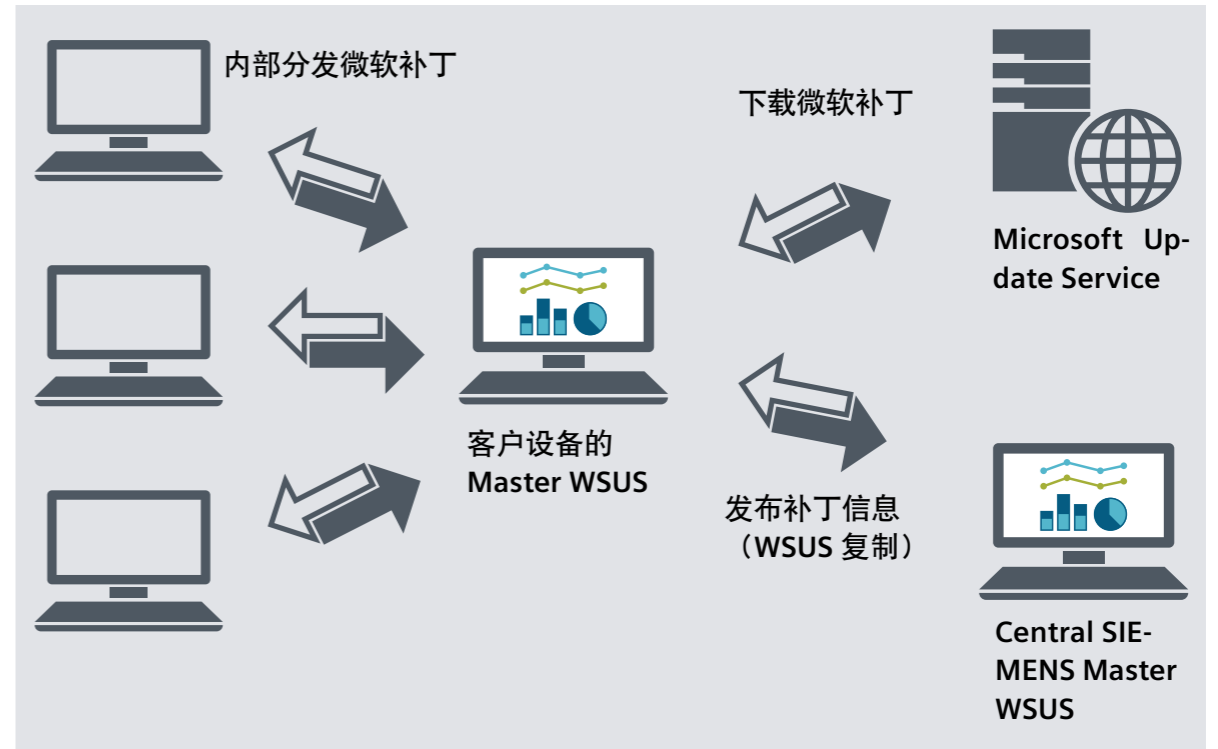 内部分发微软补丁
下载微软补丁
Microsoft Up-
date Service
客户设备的
Master WSUS
发布补丁信息
（WSUS 复制）
Central SIE-
MENS Master
WSUS